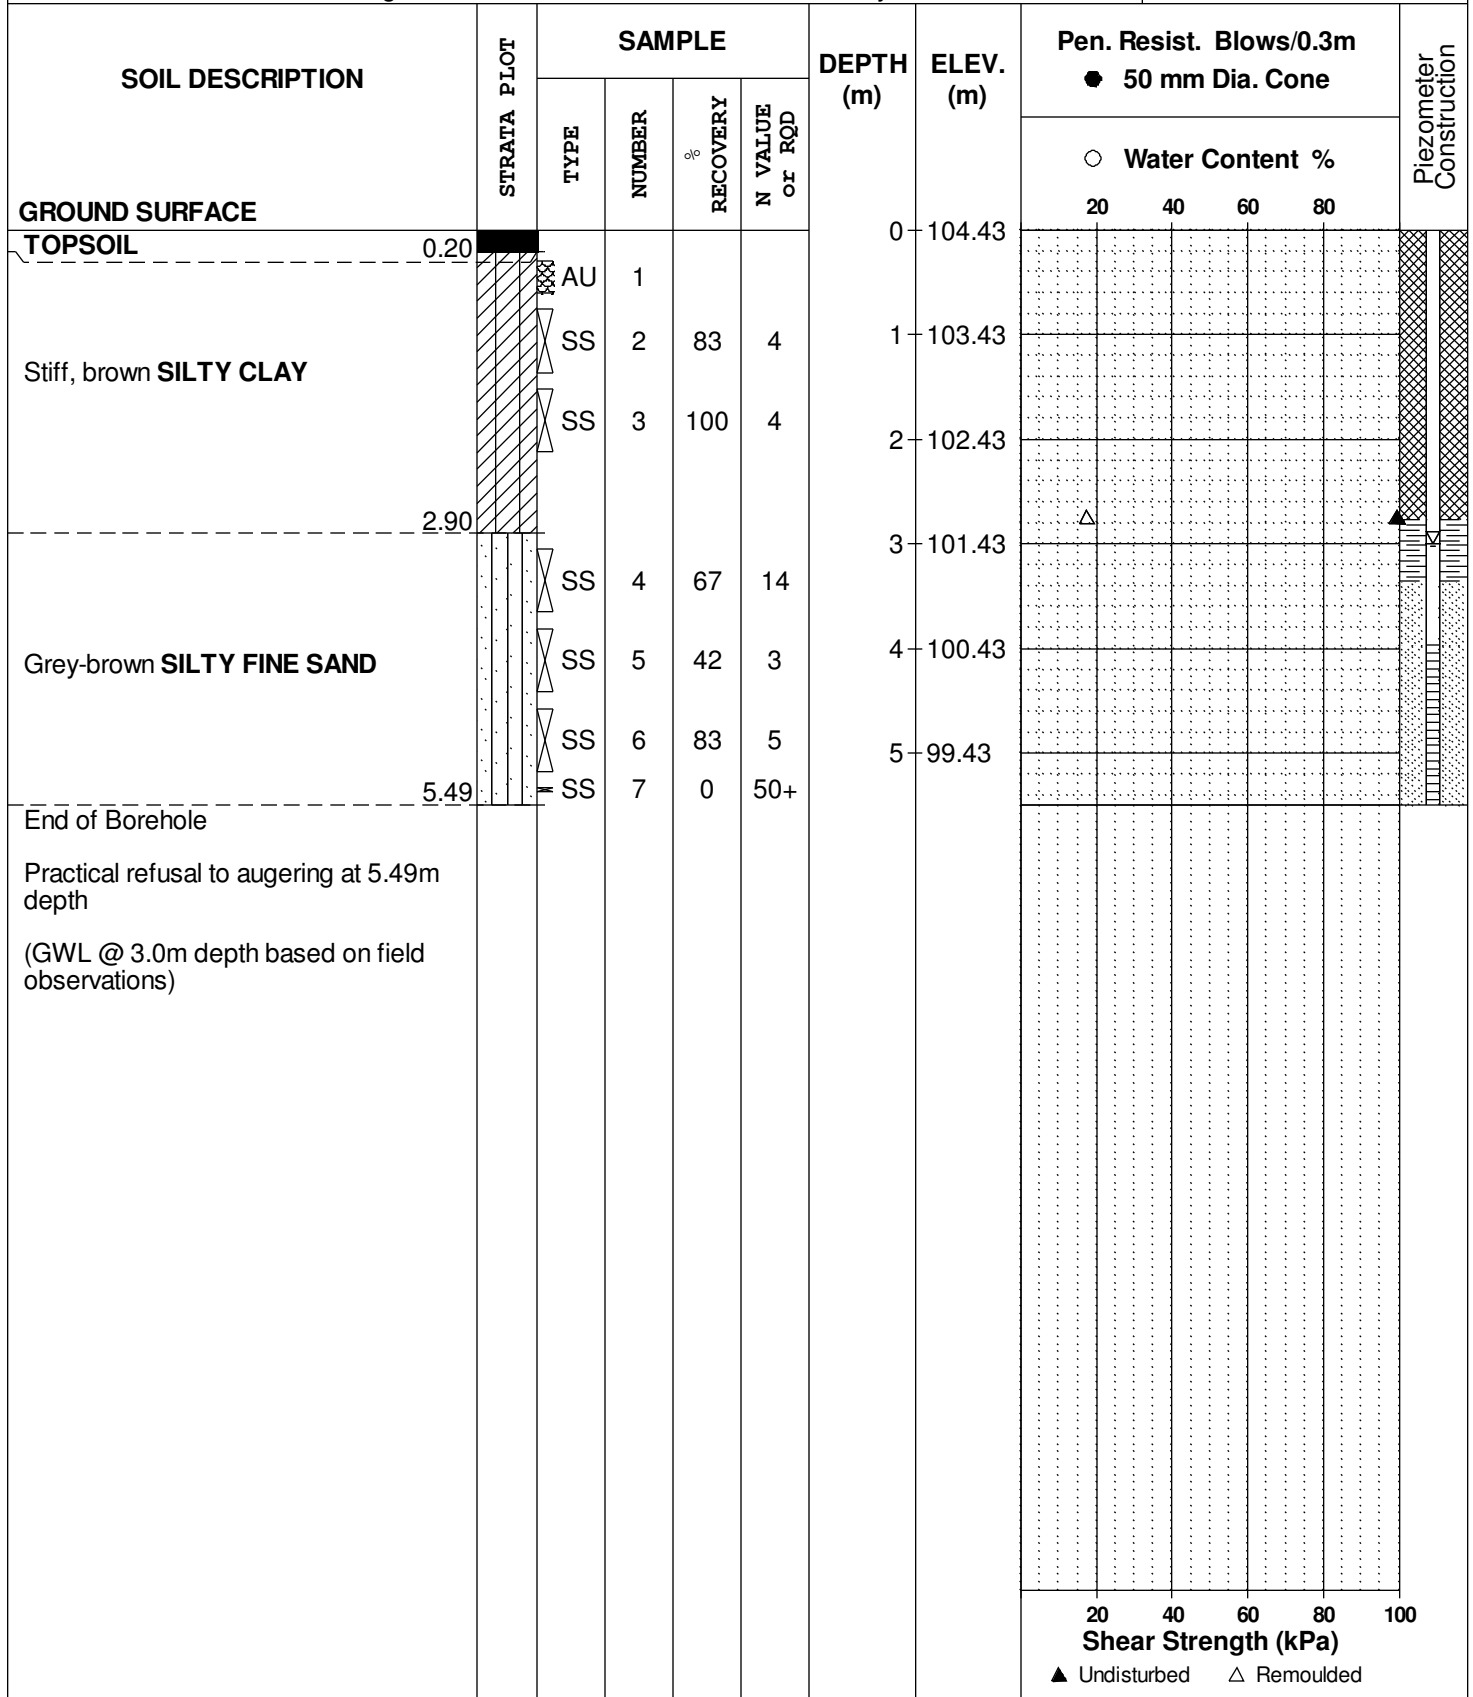 SOIL DESCRIPTION
GROUND SURFACE
STRATA PLOT
SAMPLE
TYPE
NUMBER
% RECOVERY
N VALUE or RQD
DEPTH (m)
ELEV. (m)
Pen. Resist. Blows/0.3m
● 50 mm Dia. Cone
○ Water Content %
20 40 60 80
Piezometer Construction
TOPSOIL 0.20
0 104.43
AU 1
SS 2 83 4
1 103.43
Stiff, brown SILTY CLAY
SS 3 100 4
2 102.43
2.90
3 101.43
SS 4 67 14
4 100.43
Grey-brown SILTY FINE SAND
SS 5 42 3
SS 6 83 5
5 99.43
5.49
SS 7 0 50+
End of Borehole
Practical refusal to augering at 5.49m
depth
(GWL @ 3.0m depth based on field
observations)
20 40 60 80 100
Shear Strength (kPa)
▲ Undisturbed △ Remoulded